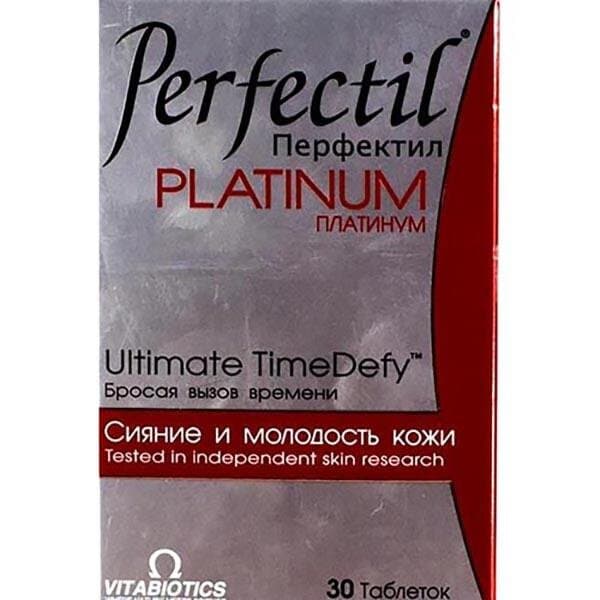 Perfectil®
Перфектил
PLATINUM
ПЛАТИНУМ
Ultimate TimeDefy™
Бросая вызов времени
Сияние и молодость кожи
Tested in independent skin research
VITABIOTICS
30 Таблеток